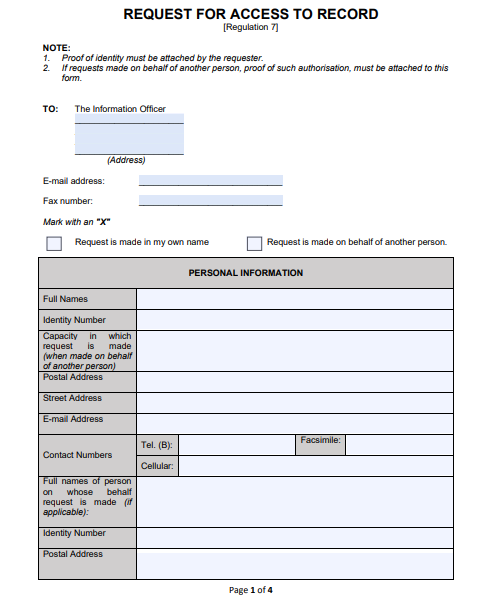 REQUEST FOR ACCESS TO RECORD
[Regulation 7]
NOTE:
1. Proof of identity must be attached by the requester.
2. If requests made on behalf of another person, proof of such authorisation, must be attached to this
form.
TO: The Information Officer
(Address)
E-mail address:
Fax number:
Mark with an "X"
Request is made in my own name
Request is made on behalf of another person.
PERSONAL INFORMATION
Full Names
Identity Number
Capacity in which
request is made
(when made on behalf
of another person)
Postal Address
Street Address
E-mail Address
Contact Numbers
Tel. (B):
Facsimile:
Cellular:
Full names of person
on whose behalf
request is made (if
applicable):
Identity Number
Postal Address
Page 1 of 4